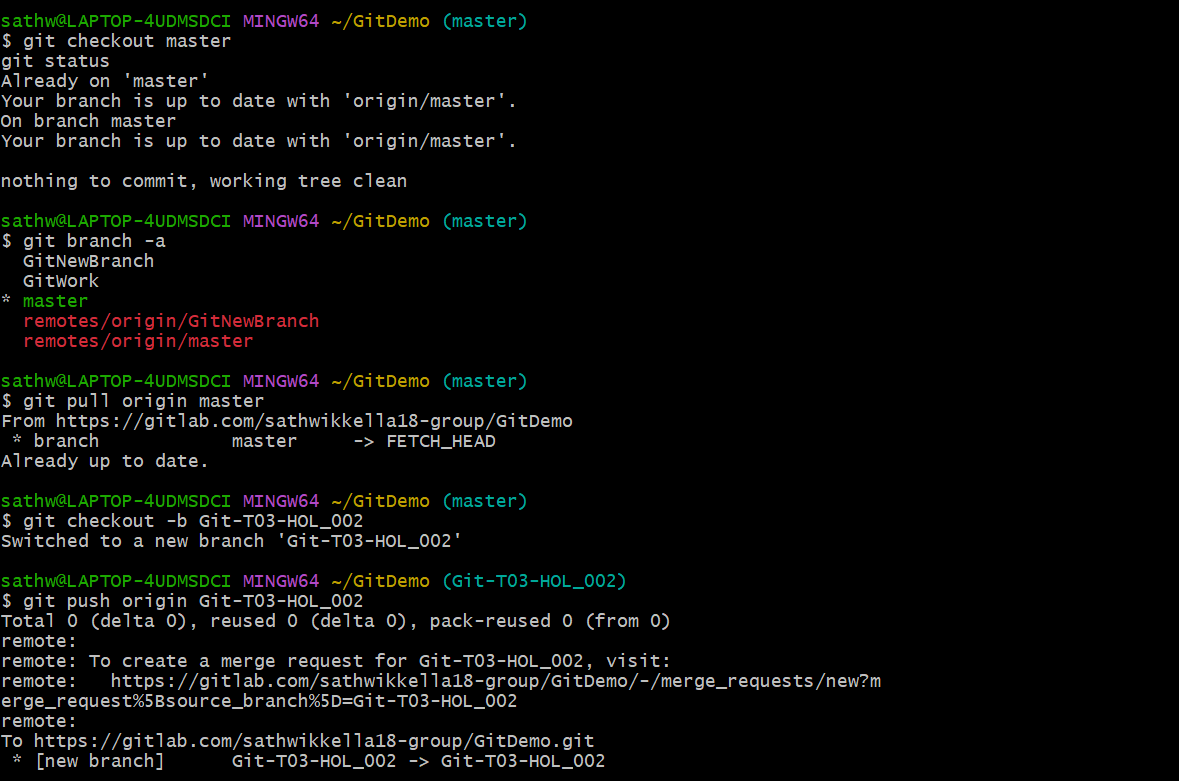 sathw@LAPTOP-4UDMSDCI MINGW64 ~/GitDemo (master)
$ git checkout master
git status
Already on 'master'
Your branch is up to date with 'origin/master'.
On branch master
Your branch is up to date with 'origin/master'.
nothing to commit, working tree clean
sathw@LAPTOP-4UDMSDCI MINGW64 ~/GitDemo (master)
$ git branch -a
  GitNewBranch
  GitWork
* master
  remotes/origin/GitNewBranch
  remotes/origin/master
sathw@LAPTOP-4UDMSDCI MINGW64 ~/GitDemo (master)
$ git pull origin master
From https://gitlab.com/sathwikkella18-group/GitDemo
 * branch            master     -> FETCH_HEAD
Already up to date.
sathw@LAPTOP-4UDMSDCI MINGW64 ~/GitDemo (master)
$ git checkout -b Git-T03-HOL_002
Switched to a new branch 'Git-T03-HOL_002'
sathw@LAPTOP-4UDMSDCI MINGW64 ~/GitDemo (Git-T03-HOL_002)
$ git push origin Git-T03-HOL_002
Total 0 (delta 0), reused 0 (delta 0), pack-reused 0 (from 0)
remote:
remote: To create a merge request for Git-T03-HOL_002, visit:
remote:   https://gitlab.com/sathwikkella18-group/GitDemo/-/merge_requests/new?m
erge_request%5Bsource_branch%5D=Git-T03-HOL_002
remote:
To https://gitlab.com/sathwikkella18-group/GitDemo.git
 * [new branch]      Git-T03-HOL_002 -> Git-T03-HOL_002